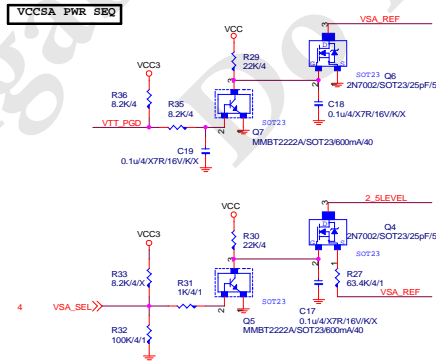 VCCSA PWR SEQ
VCC
VSA_REF
R29
22K/4
VCC3
3
D
G
S
SOT23
Q6
2N7002/SOT23/25pF/5
R36
8.2K/4
R35
8.2K/4
3
2
C18
0.1u/4/X7R/16V/K/X
VTT_PGD
2
SOT23
Q7
MMBT2222A/SOT23/600mA/40
C19
0.1u/4/X7R/16V/K/X
VCC
2_5LEVEL
VCC3
R30
22K/4
3
D
G
S
Q4
2N7002/SOT23/25pF/5
SOT23
R33
8.2K/4/X
R31
1K/4/1
3
2
1
R27
63.4K/4/1
4
VSA_SEL
2
SOT23
C17
0.1u/4/X7R/16V/K/X
VSA_REF
R32
100K/4/1
Q5
MMBT2222A/SOT23/600mA/40